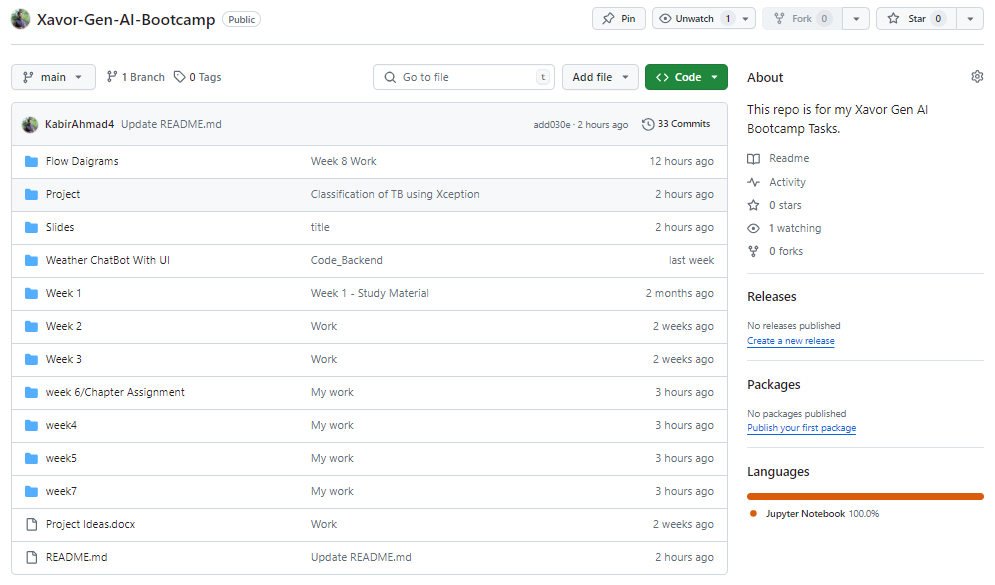 Xavor-Gen-AI-Bootcamp Public
Pin
Unwatch 1
Fork 0
Star 0
main
1 Branch
0 Tags
Go to file t
Add file
Code
KabirAhmad4 Update README.md add030e · 2 hours ago 33 Commits
Flow Daigrams Week 8 Work 12 hours ago
Project Classification of TB using Xception 2 hours ago
Slides title 2 hours ago
Weather ChatBot With UI Code_Backend last week
Week 1 Week 1 - Study Material 2 months ago
Week 2 Work 2 weeks ago
Week 3 Work 2 weeks ago
week 6/Chapter Assignment My work 3 hours ago
week4 My work 3 hours ago
week5 My work 3 hours ago
week7 My work 3 hours ago
Project Ideas.docx Work 2 weeks ago
README.md Update README.md 2 hours ago
About
This repo is for my Xavor Gen AI
Bootcamp Tasks.
Readme
Activity
0 stars
1 watching
0 forks
Releases
No releases published
Create a new release
Packages
No packages published
Publish your first package
Languages
Jupyter Notebook 100.0%